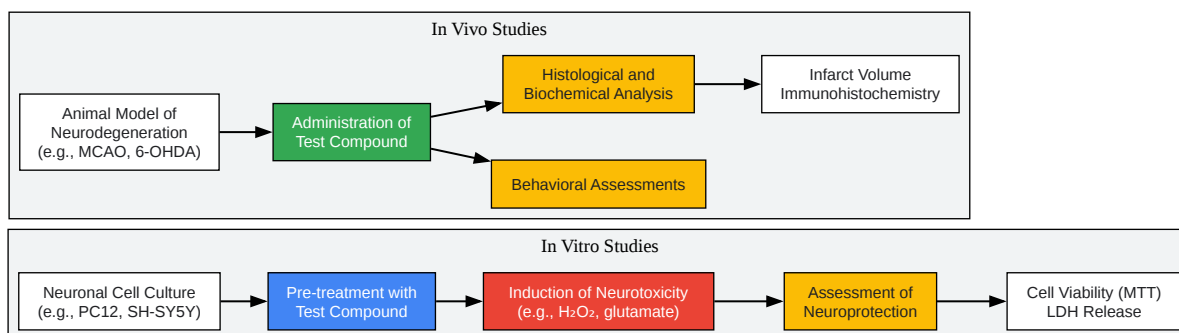 In Vivo Studies
Animal Model of
Neurodegeneration
(e.g., MCAO, 6-OHDA)
Administration of
Test Compound
Histological and
Biochemical Analysis
Infarct Volume
Immunohistochemistry
Behavioral Assessments
In Vitro Studies
Neuronal Cell Culture
(e.g., PC12, SH-SY5Y)
Pre-treatment with
Test Compound
Induction of Neurotoxicity
(e.g., H₂O₂, glutamate)
Assessment of
Neuroprotection
Cell Viability (MTT)
LDH Release